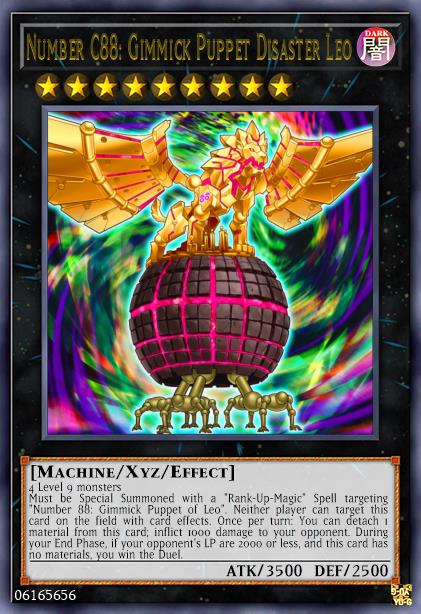 Number C88: Gimmick Puppet Disaster Leo
DARK
闇
88
[Machine/Xyz/Effect]
4 Level 9 monsters
Must be Special Summoned with a "Rank-Up-Magic" Spell targeting
"Number 88: Gimmick Puppet of Leo". Neither player can target this
card on the field with card effects. Once per turn: You can detach 1
material from this card; inflict 1000 damage to your opponent. During
your End Phase, if your opponent's LP are 2000 or less, and this card has
no materials, you win the Duel.
ATK/3500 DEF/2500
06165656